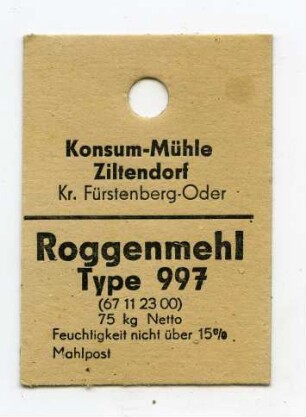 Konsum-Mühle
Ziltendorf
Kr. Fürstenberg-Oder
Roggenmehl
Type 997
(67 11 23 00)
75 kg Netto
Feuchtigkeit nicht über 15%
Mahlpost